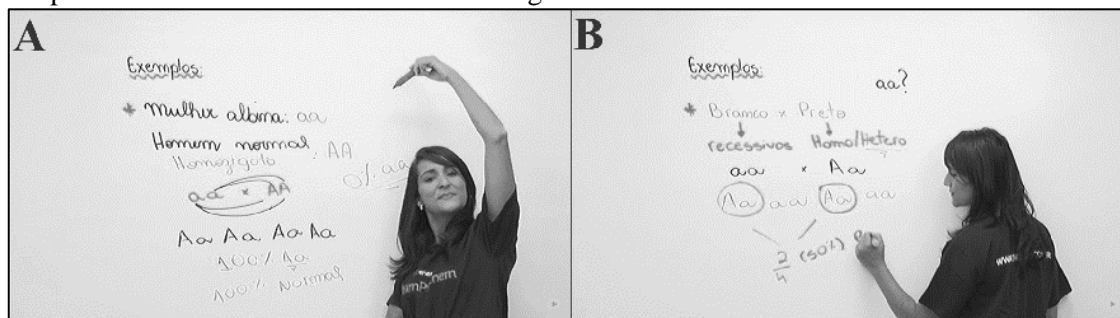 A
Exemplos:
* Mulher albina: aa
Homem normal
Homozigoto : AA
0% aa
aa x AA
Aa Aa Aa Aa
100% Aa
100% Normal
B
Exemplos:
aa?
* Branco x Preto
recessivos Homo/Hetero
aa x Aa
Aa aa Aa aa
2/4 (50%)